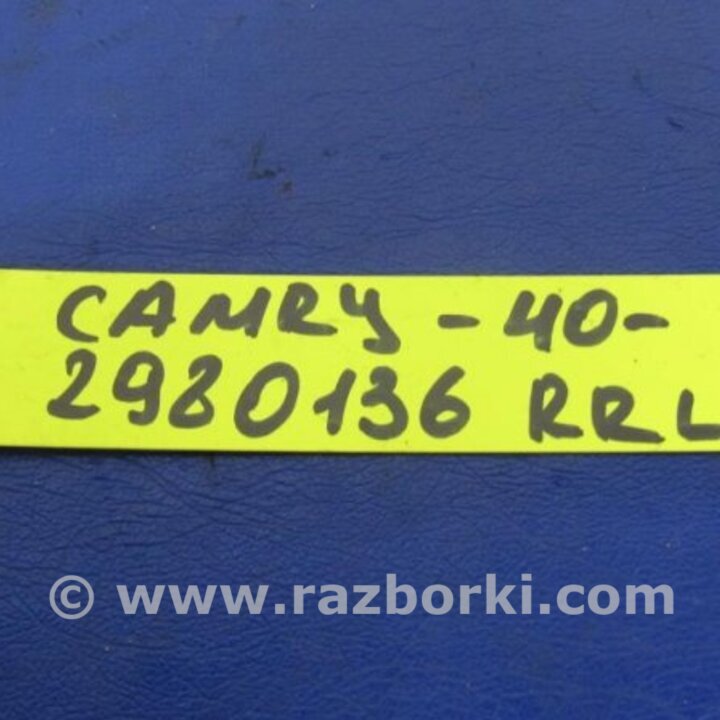 CAMRY - 40-
2980136 RRL
© www.razborki.com